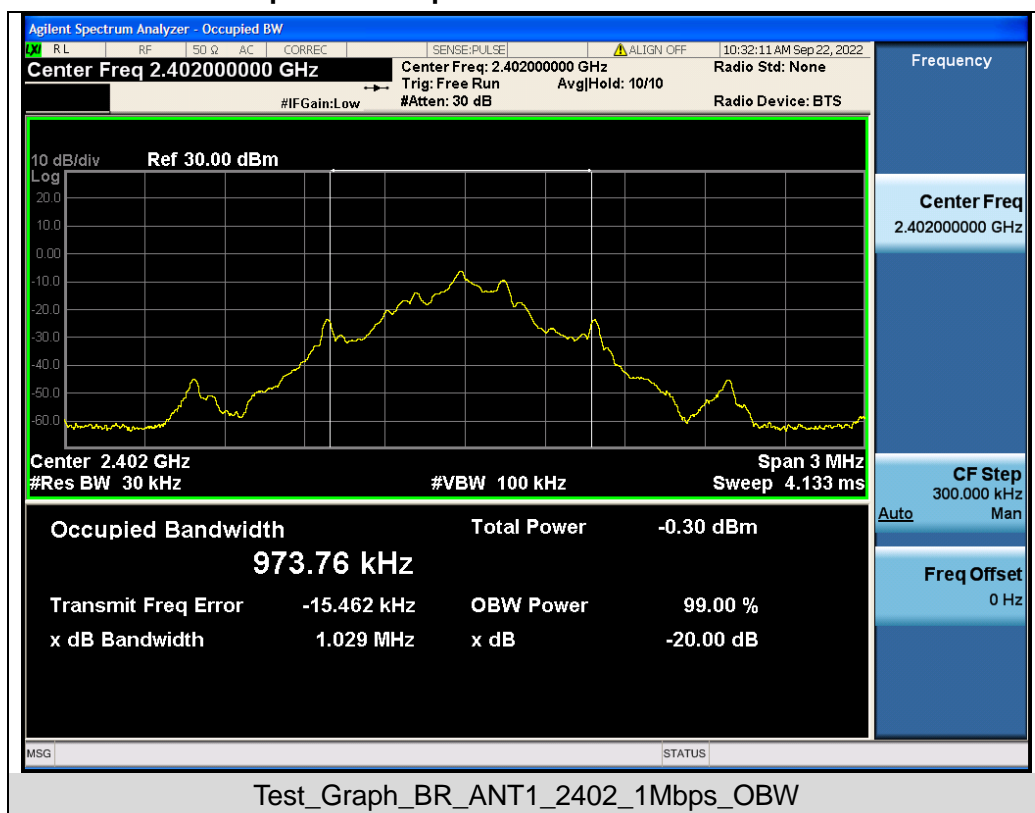 Agilent Spectrum Analyzer - Occupied BW
LXI RL RF 50 Ω AC CORREC SENSE:PULSE ALIGN OFF 10:32:11 AM Sep 22, 2022
Center Freq 2.402000000 GHz
Center Freq: 2.402000000 GHz
Radio Std: None
Trig: Free Run Avg|Hold: 10/10
#IFGain:Low #Atten: 30 dB Radio Device: BTS
10 dB/div Ref 30.00 dBm
Log
20.0
10.0
0.00
-10.0
-20.0
-30.0
-40.0
-50.0
-60.0
Center 2.402 GHz Span 3 MHz
#Res BW 30 kHz #VBW 100 kHz Sweep 4.133 ms
Occupied Bandwidth Total Power -0.30 dBm
973.76 kHz
Transmit Freq Error -15.462 kHz OBW Power 99.00 %
x dB Bandwidth 1.029 MHz x dB -20.00 dB
MSG STATUS
Frequency
Center Freq
2.402000000 GHz
CF Step
300.000 kHz
Auto Man
Freq Offset
0 Hz
Test_Graph_BR_ANT1_2402_1Mbps_OBW